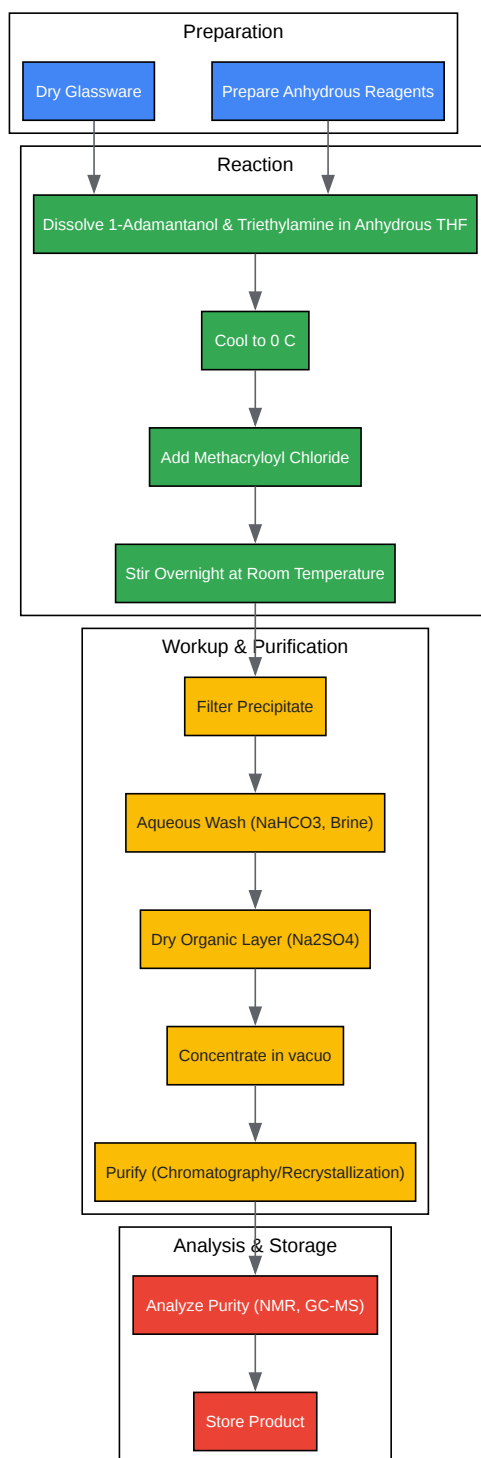 Preparation
Dry Glassware
Prepare Anhydrous Reagents
Reaction
Dissolve 1-Adamantanol & Triethylamine in Anhydrous THF
Cool to 0 C
Add Methacryloyl Chloride
Stir Overnight at Room Temperature
Workup & Purification
Filter Precipitate
Aqueous Wash (NaHCO3, Brine)
Dry Organic Layer (Na2SO4)
Concentrate in vacuo
Purify (Chromatography/Recrystallization)
Analysis & Storage
Analyze Purity (NMR, GC-MS)
Store Product